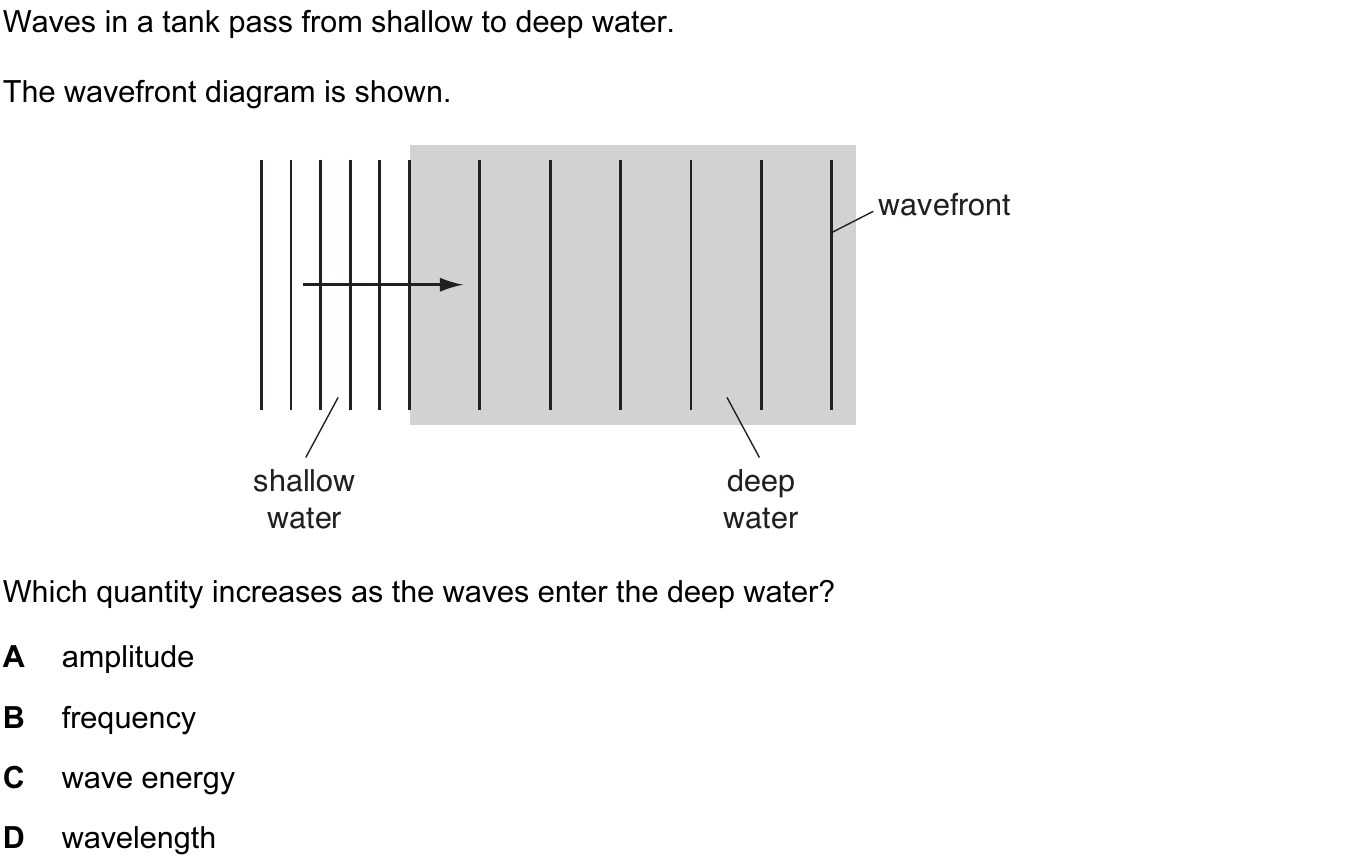 Waves in a tank pass from shallow to deep water.
The wavefront diagram is shown.
wavefront
shallow
water
deep
water
Which quantity increases as the waves enter the deep water?
A amplitude
B frequency
C wave energy
D wavelength